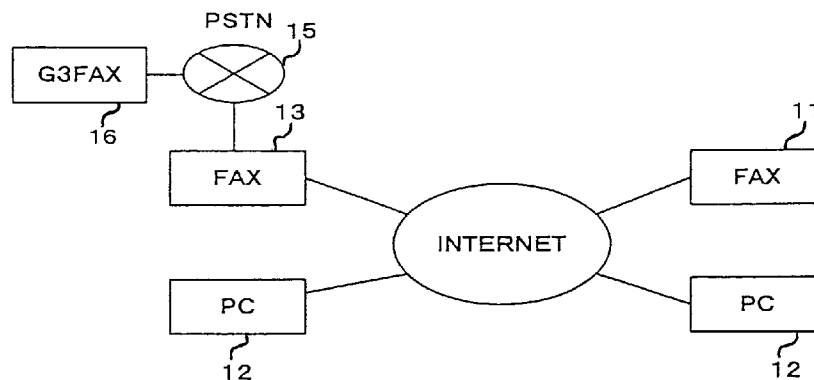 PSTN
15
G3FAX
16
13
FAX
FAX
INTERNET
PC
PC
12
12